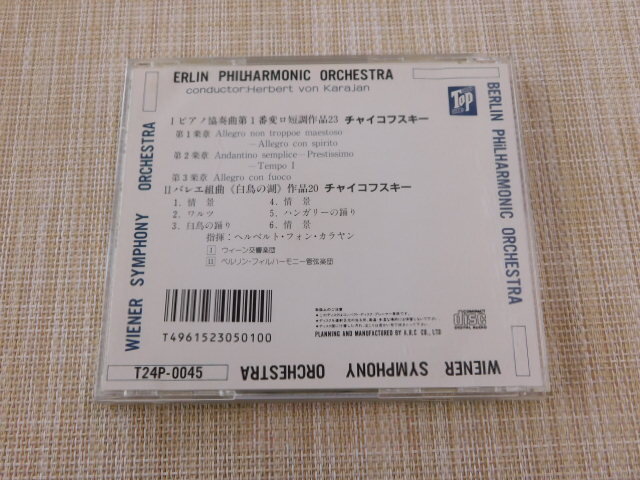 ERLIN PHILHARMONIC ORCHESTRA
conductor:Herbert von Karajan
Top
I ピアノ協奏曲第1番変ロ短調作品23 チャイコフスキー
第1楽章 Allegro non troppoe maestoso
－Allegro con spirito
第2楽章 Andantino semplice－Prestissimo
－Tempo I
第3楽章 Allegro con fuoco
II バレエ組曲《白鳥の湖》作品20 チャイコフスキー
1. 情景 4. 情景
2. ワルツ 5. ハンガリーの踊り
3. 白鳥の踊り 6. 情景
指揮：ヘルベルト・フォン・カラヤン
I ウィーン交響楽団
II ベルリン・フィルハーモニー管弦楽団
T4961523050100
PLANNING AND MANUFACTURED BY A.R.C CO., LTD
COMPACT
disc
DIGITAL AUDIO
T24P-0045
WIENER SYMPHONY ORCHESTRA
BERLIN PHILHARMONIC ORCHESTRA
WIENER SYMPHONY ORCHESTRA